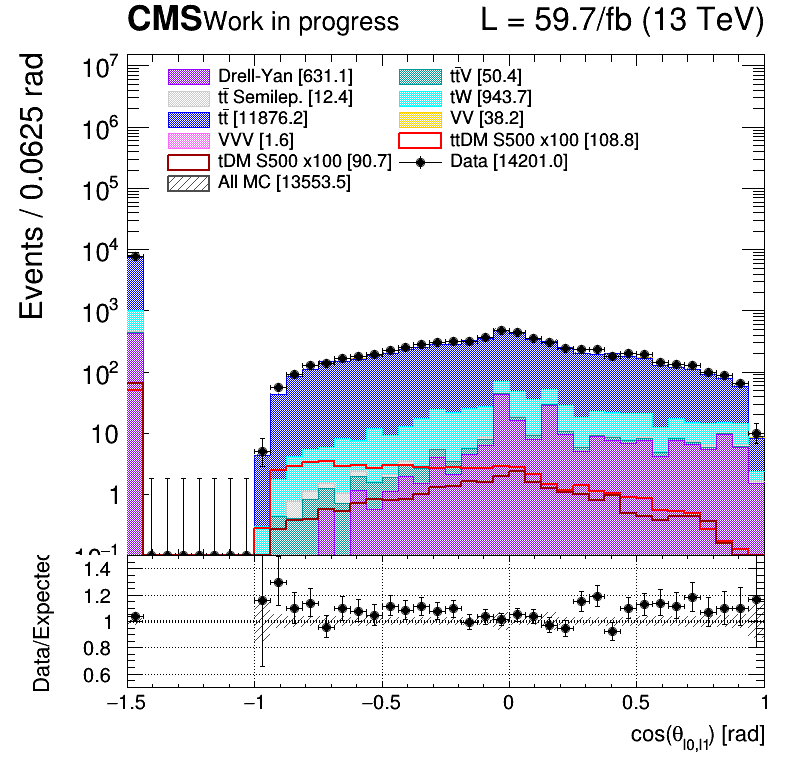 CMS Work in progress L = 59.7/fb (13 TeV)
Events / 0.0625 rad
10⁷
10⁶
10⁵
10⁴
10³
10²
10
1
10⁻¹
Drell-Yan [631.1] tt̄V [50.4]
tt̄ Semilep. [12.4] tW [943.7]
tt̄ [11876.2] VV [38.2]
VVV [1.6] ttDM S500 x100 [108.8]
tDM S500 x100 [90.7] Data [14201.0]
All MC [13553.5]
Data/Expected
1.4
1.2
1
0.8
0.6
−1.5 −1 −0.5 0 0.5 1
cos(θ_l0,l1) [rad]